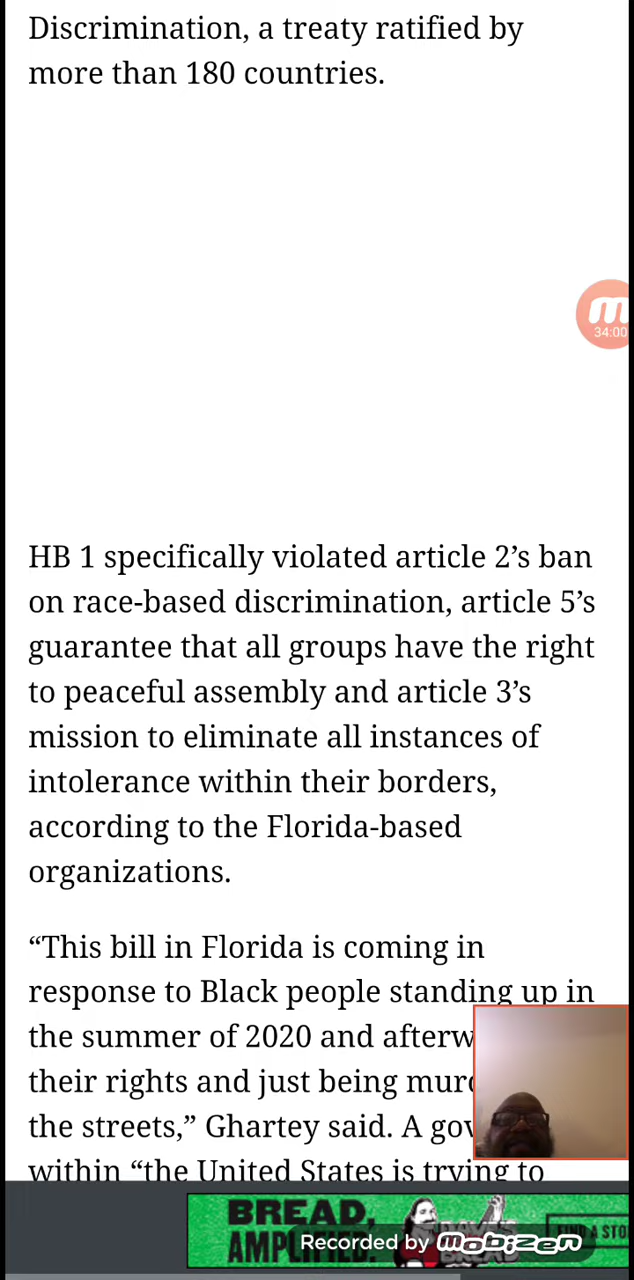 Discrimination, a treaty ratified by
more than 180 countries.
34:00
HB 1 specifically violated article 2’s ban
on race-based discrimination, article 5’s
guarantee that all groups have the right
to peaceful assembly and article 3’s
mission to eliminate all instances of
intolerance within their borders,
according to the Florida-based
organizations.
“This bill in Florida is coming in
response to Black people standing up in
the summer of 2020 and
their rights and just being
the streets,” Ghartey said. A
within “the United States is trying to
BREAD,
AMPLIFIED.
FIND A STO
Recorded by mobizen